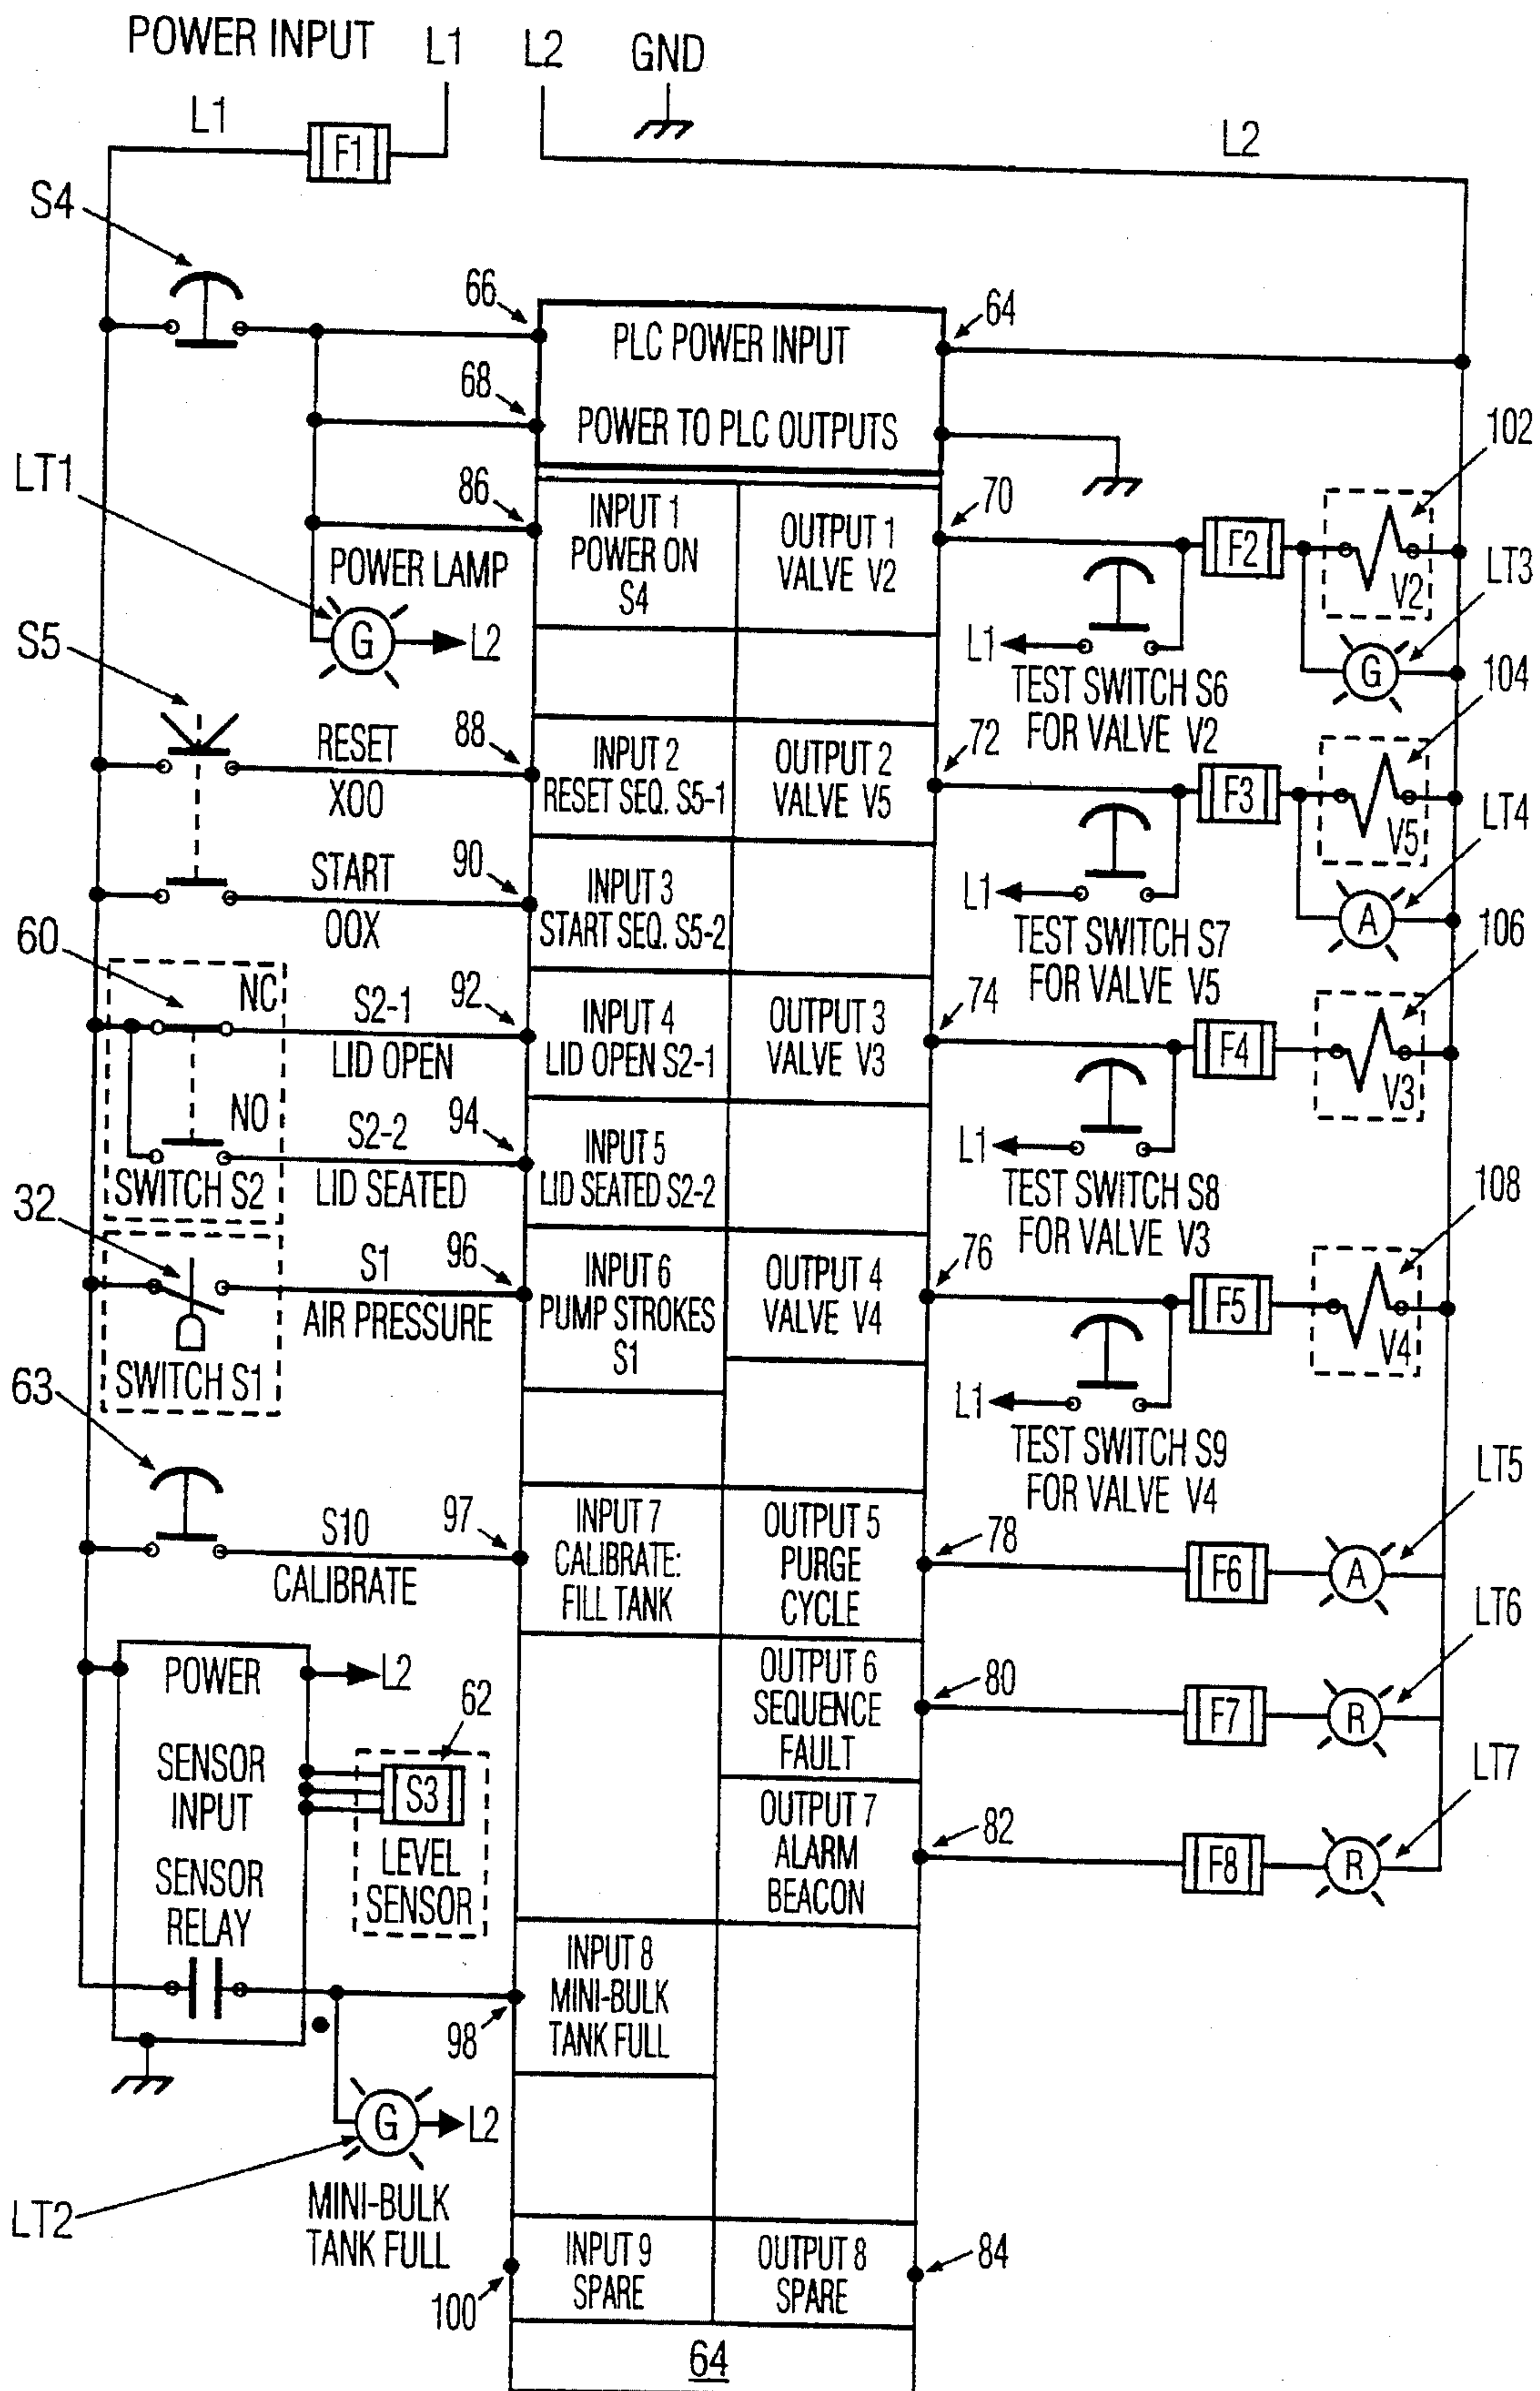 POWER INPUT L1 L2 GND
L1
F1
L2
S4
66
PLC POWER INPUT
64
68
POWER TO PLC OUTPUTS
LT1
86
INPUT 1
POWER ON
S4
OUTPUT 1
VALVE V2
70
F2
V2
102
LT3
G
POWER LAMP
G
L2
L1
TEST SWITCH S6
FOR VALVE V2
S5
RESET
XOO
88
INPUT 2
RESET SEQ. S5-1
OUTPUT 2
VALVE V5
72
F3
V5
104
LT4
A
START
OOX
90
INPUT 3
START SEQ. S5-2
L1
TEST SWITCH S7
FOR VALVE V5
60
NC
S2-1
LID OPEN
92
INPUT 4
LID OPEN S2-1
OUTPUT 3
VALVE V3
74
F4
V3
106
NO
SWITCH S2
S2-2
LID SEATED
94
INPUT 5
LID SEATED S2-2
L1
TEST SWITCH S8
FOR VALVE V3
32
SWITCH S1
S1
AIR PRESSURE
96
INPUT 6
PUMP STROKES
S1
OUTPUT 4
VALVE V4
76
F5
V4
108
L1
TEST SWITCH S9
FOR VALVE V4
63
S10
CALIBRATE
97
INPUT 7
CALIBRATE:
FILL TANK
OUTPUT 5
PURGE
CYCLE
78
F6
A
LT5
POWER
L2
SENSOR
INPUT
62
S3
LEVEL
SENSOR
OUTPUT 6
SEQUENCE
FAULT
80
F7
R
LT6
SENSOR
RELAY
OUTPUT 7
ALARM
BEACON
82
F8
R
LT7
98
INPUT 8
MINI-BULK
TANK FULL
G
L2
LT2
MINI-BULK
TANK FULL
100
INPUT 9
SPARE
OUTPUT 8
SPARE
84
64